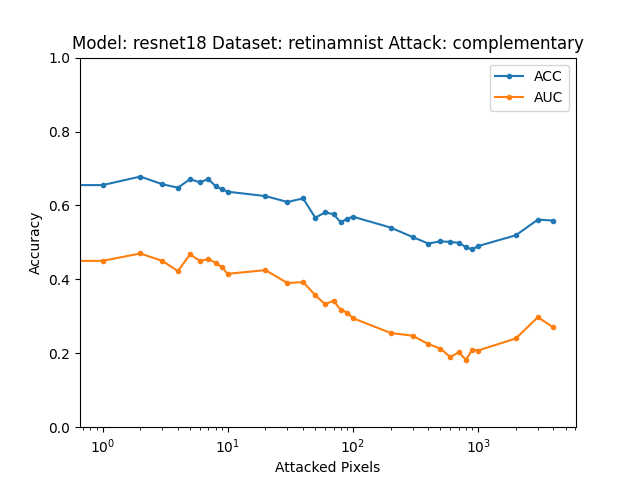 Model: resnet18 Dataset: retinamnist Attack: complementary
1.0
ACC
AUC
0.8
0.6
Accuracy
0.4
0.2
0.0
10⁰
10¹
10²
10³
Attacked Pixels